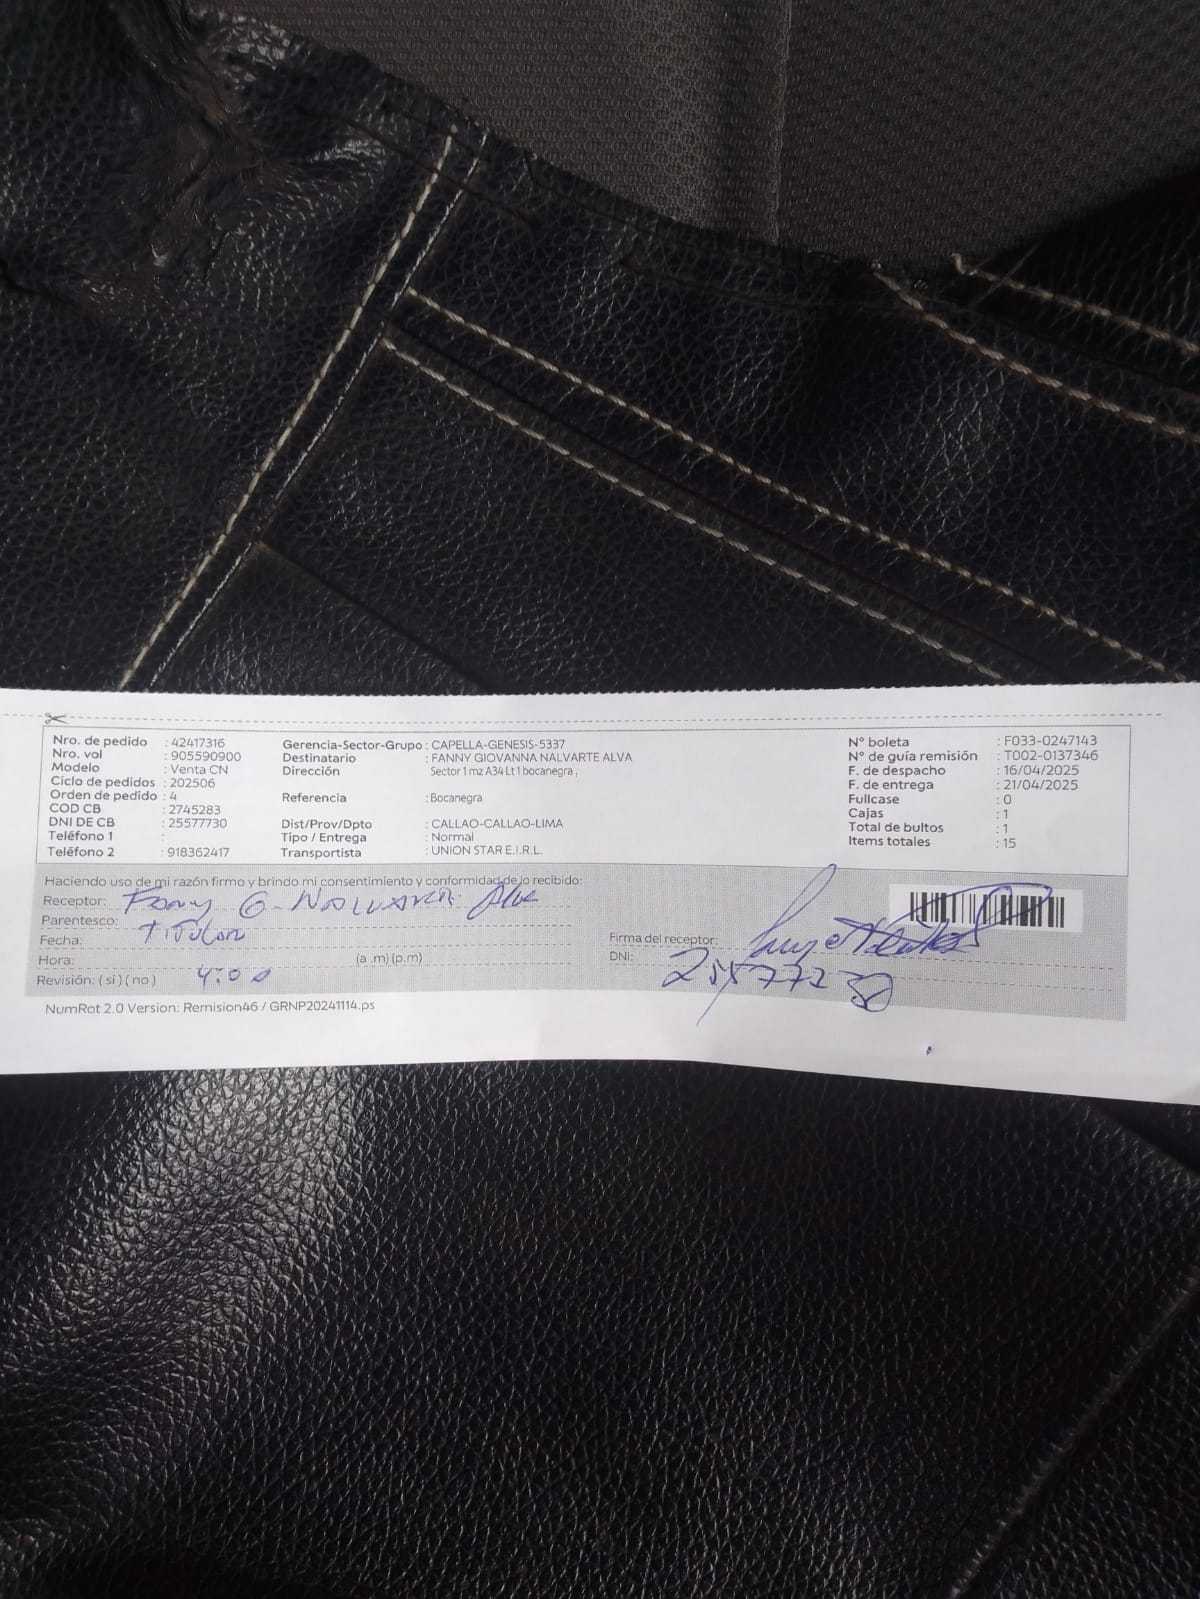 Nro. de pedido : 42417316
Nro. val : 905590900
Modelo : Venta CN
Ciclo de pedidos : 202506
Orden de pedido : 4
COD CB : 2745283
DNI DE CB : 25577730
Teléfono 1 :
Teléfono 2 : 918362417
Gerencia-Sector-Grupo : CAPELLA-GENESIS-5337
Destinatario : FANNY GIOVANNA NALVARTE ALVA
Dirección Sector 1 mz A34 Lt 1 bocanegra ;
Referencia : Bocanegra
Dist/Prov/Dpto : CALLAO-CALLAO-LIMA
Tipo / Entrega : Normal
Transportista : UNION STAR E.I.R.L.
N° boleta : F033-0247143
N° de guía remisión : T002-0137346
F. de despacho : 16/04/2025
F. de entrega : 21/04/2025
Fullcase : 0
Cajas : 1
Total de bultos : 1
Items totales : 15
Haciendo uso de mi razón firmo y brindo mi consentimiento y conformidad de lo recibido:
Receptor: Fany G. Nalvarte Alva
Parentesco: Titular
Fecha:
Hora: (a .m) (p.m)
Revisión: ( si ) ( no ) 4:00
Firma del receptor:
DNI: 25577730
NumRot 2.0 Version: Remision46 / GRNP20241114.ps